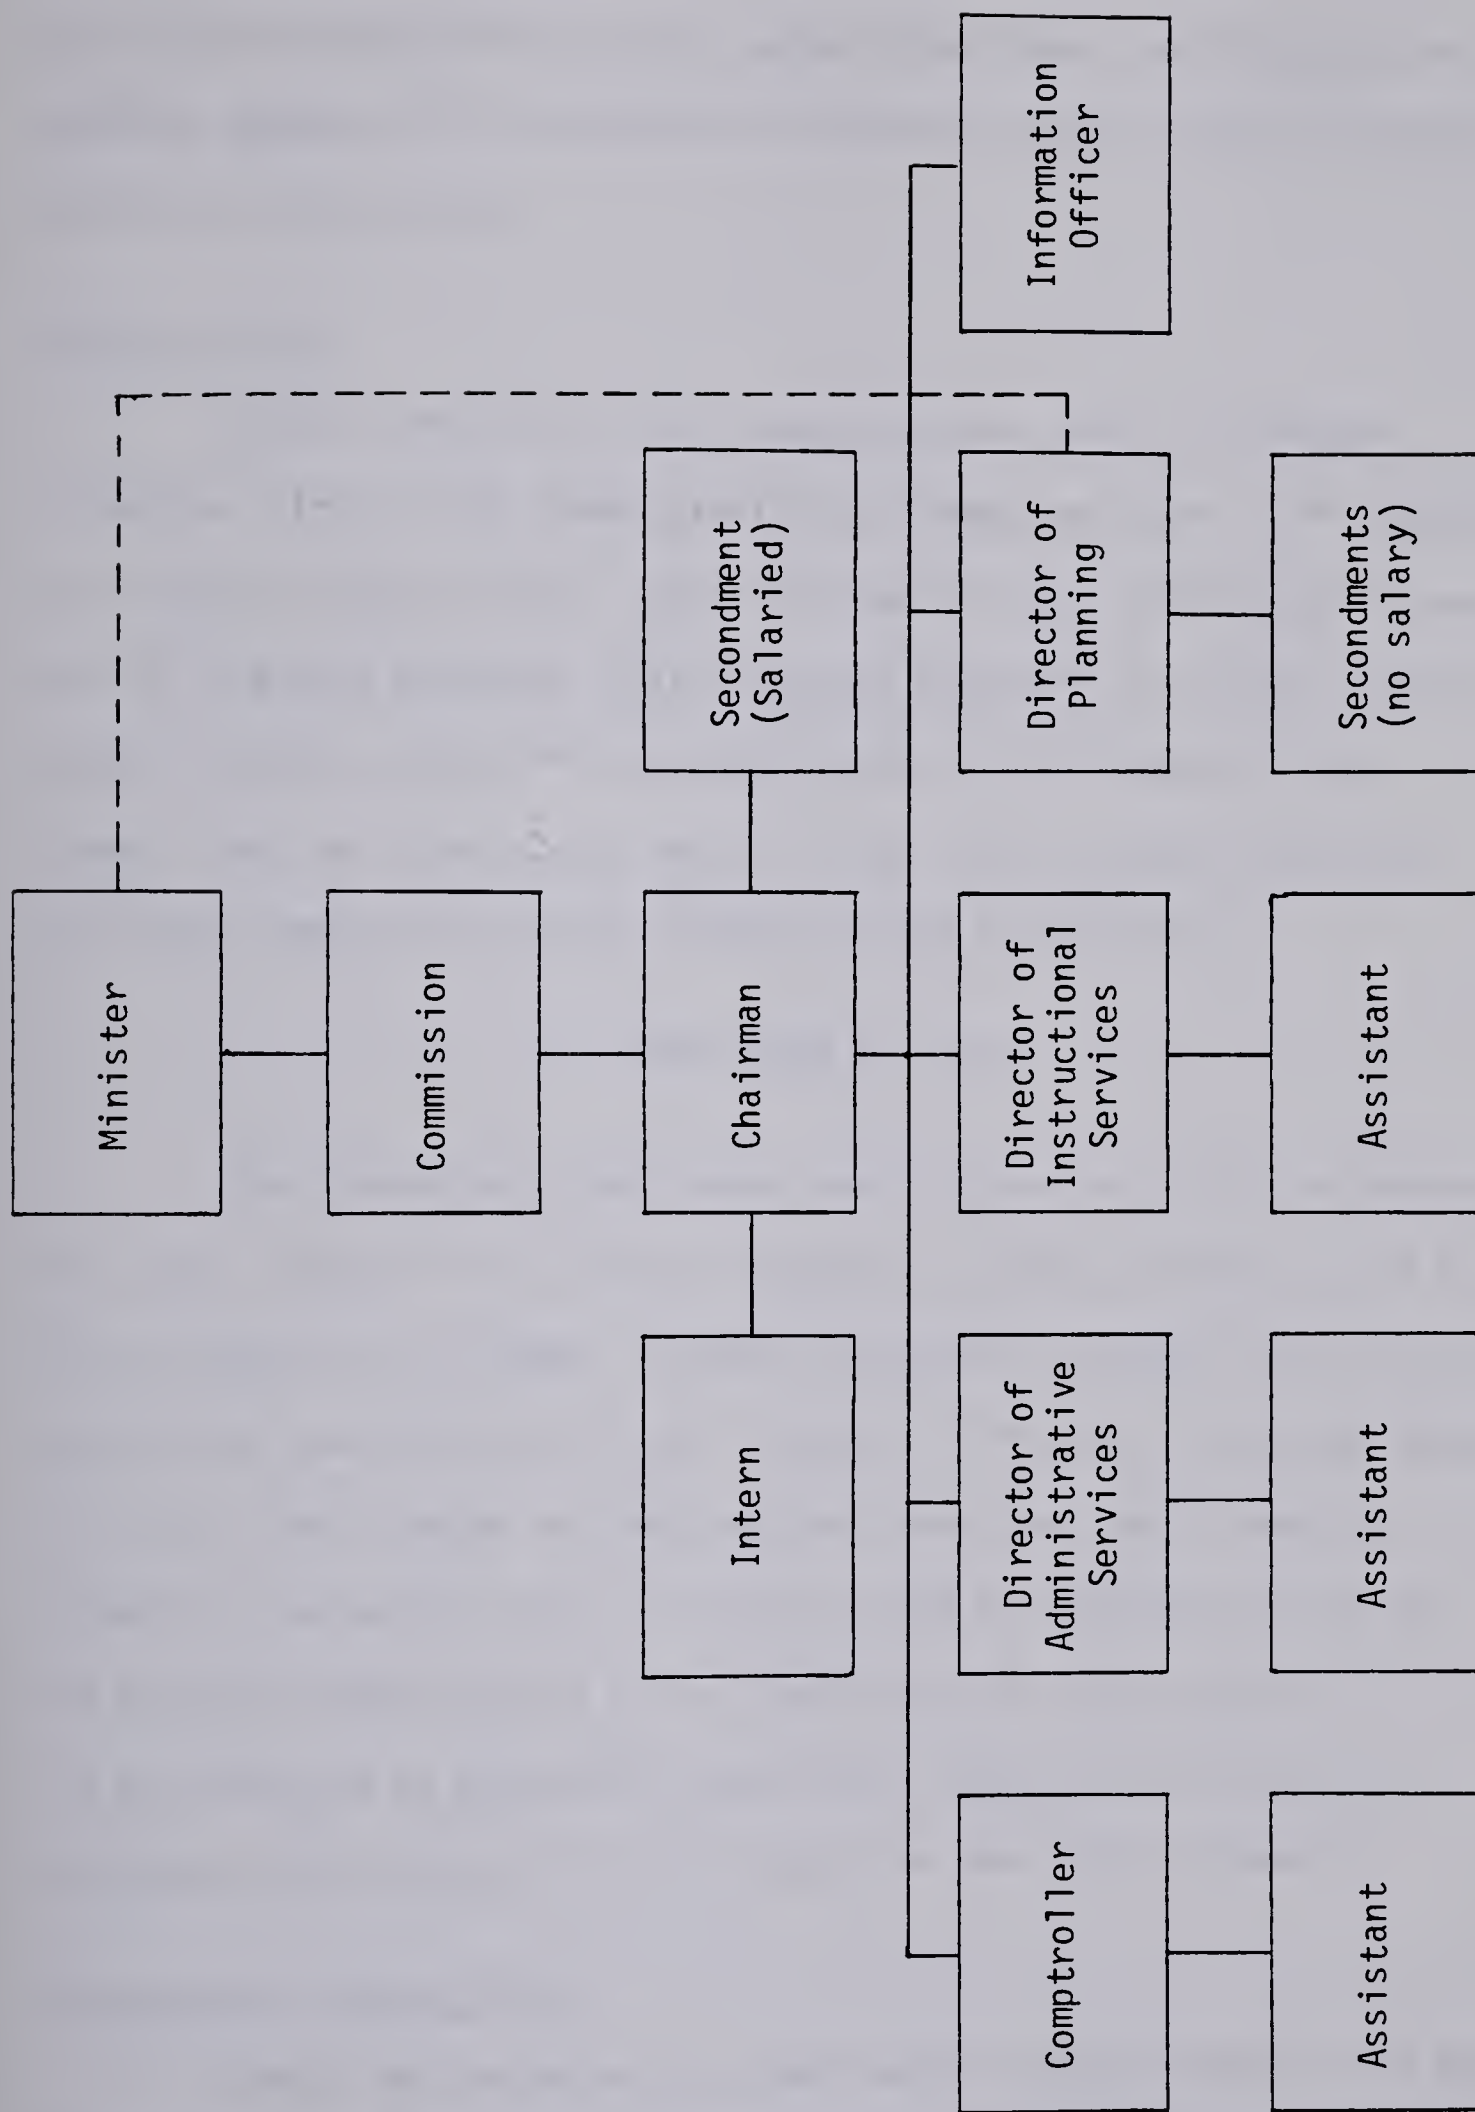 Minister
Commission
Intern
Chairman
Secondment
(Salaried)
Comptroller
Director of
Administrative
Services
Director of
Instructional
Services
Director of
Planning
Information
Officer
Assistant
Assistant
Assistant
Secondments
(no salary)